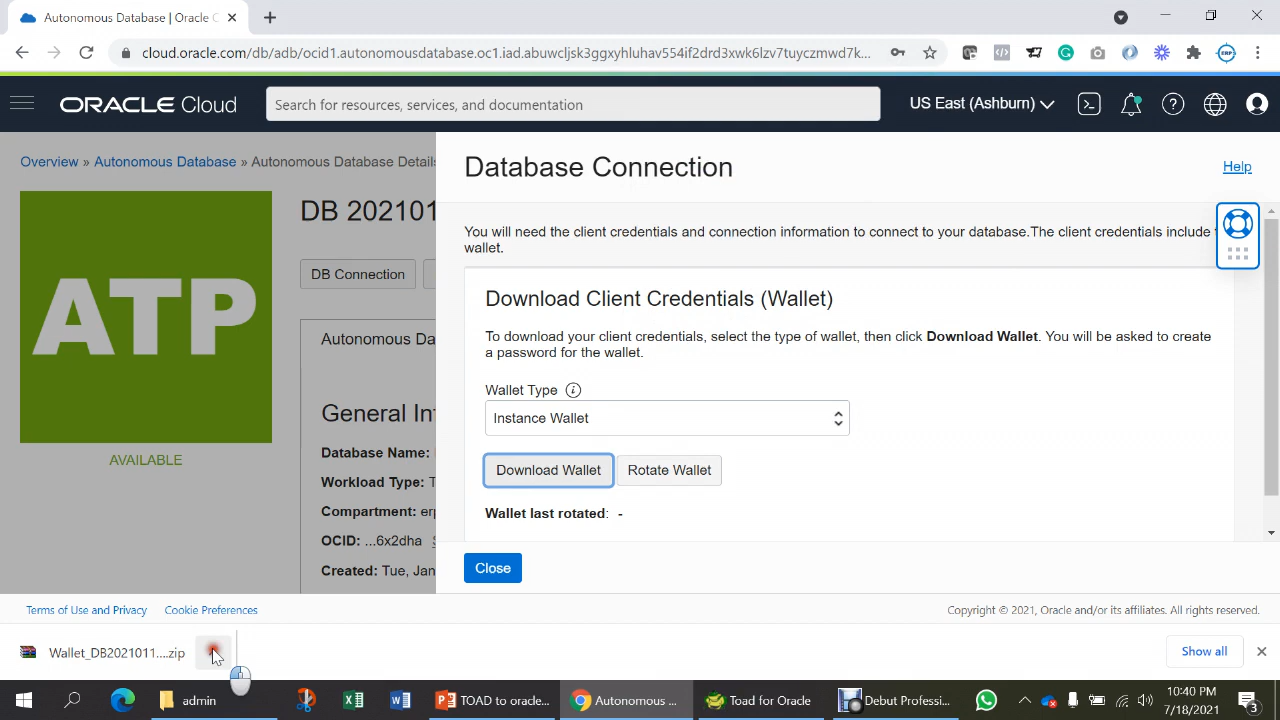 Autonomous Database | Oracle C
cloud.oracle.com/db/adb/ocid1.autonomousdatabase.oc1.iad.abuwcljsk3ggxyhluhav554if2drd3xwk6lzv7tuyczmwd7k...
ORACLE Cloud
Search for resources, services, and documentation
US East (Ashburn)
Overview » Autonomous Database » Autonomous Database Details
Database Connection
Help
ATP
AVAILABLE
DB 202101
DB Connection
Autonomous Da
General In
Database Name:
Workload Type: T
Compartment: erp
OCID: ...6x2dha
Created: Tue, Jan
You will need the client credentials and connection information to connect to your database.The client credentials include
wallet.
Download Client Credentials (Wallet)
To download your client credentials, select the type of wallet, then click Download Wallet. You will be asked to create
a password for the wallet.
Wallet Type
Instance Wallet
Download Wallet
Rotate Wallet
Wallet last rotated: -
Close
Terms of Use and Privacy
Cookie Preferences
Copyright © 2021, Oracle and/or its affiliates. All rights reserved.
Wallet_DB2021011....zip
Show all
admin
TOAD to oracle...
Autonomous ...
Toad for Oracle
Debut Professi...
10:40 PM
7/18/2021
3